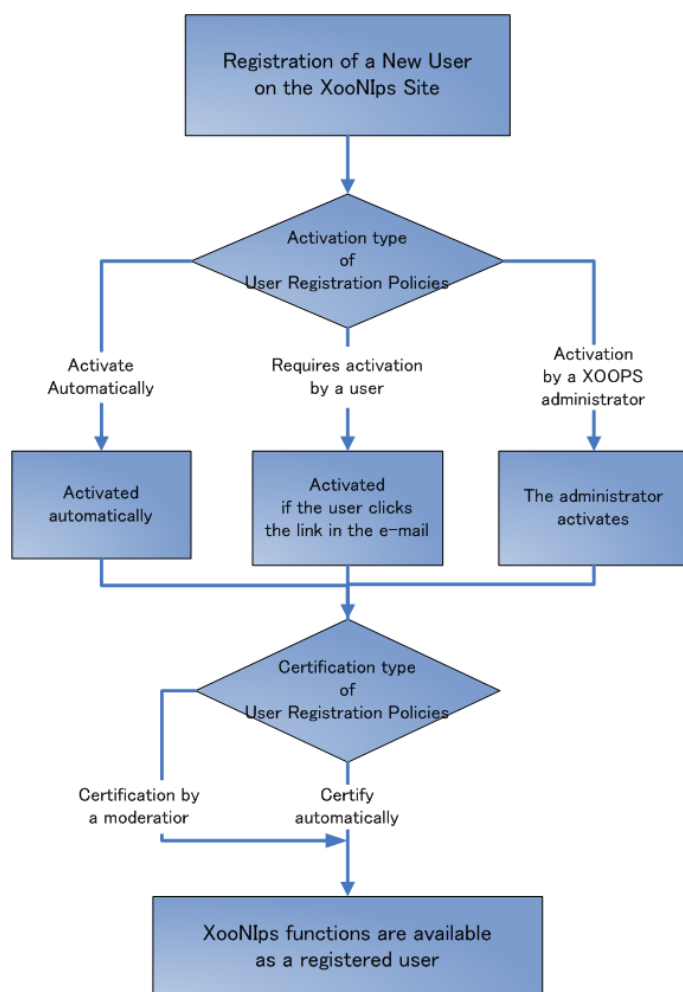 Registration of a New User
on the XooNIps Site
Activation type
of
User Registration Policies
Activate
Automatically
Requires activation
by a user
Activation
by a XOOPS
administrator
Activated
automatically
Activated
if the user clicks
the link in the e-mail
The administrator
activates
Certification type
of
User Registration Policies
Certification by
a moderatior
Certify
automatically
XooNIps functions are available
as a registered user